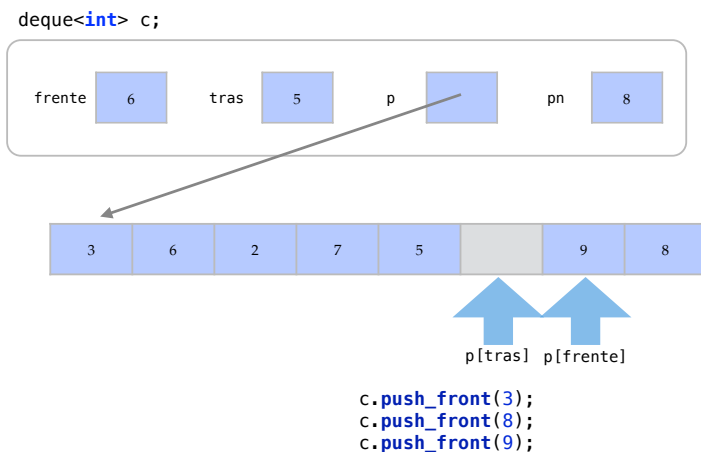 deque<int> c;
frente 6 tras 5 p pn 8
3 6 2 7 5 9 8
p[tras] p[frente]
c.push_front(3);
c.push_front(8);
c.push_front(9);